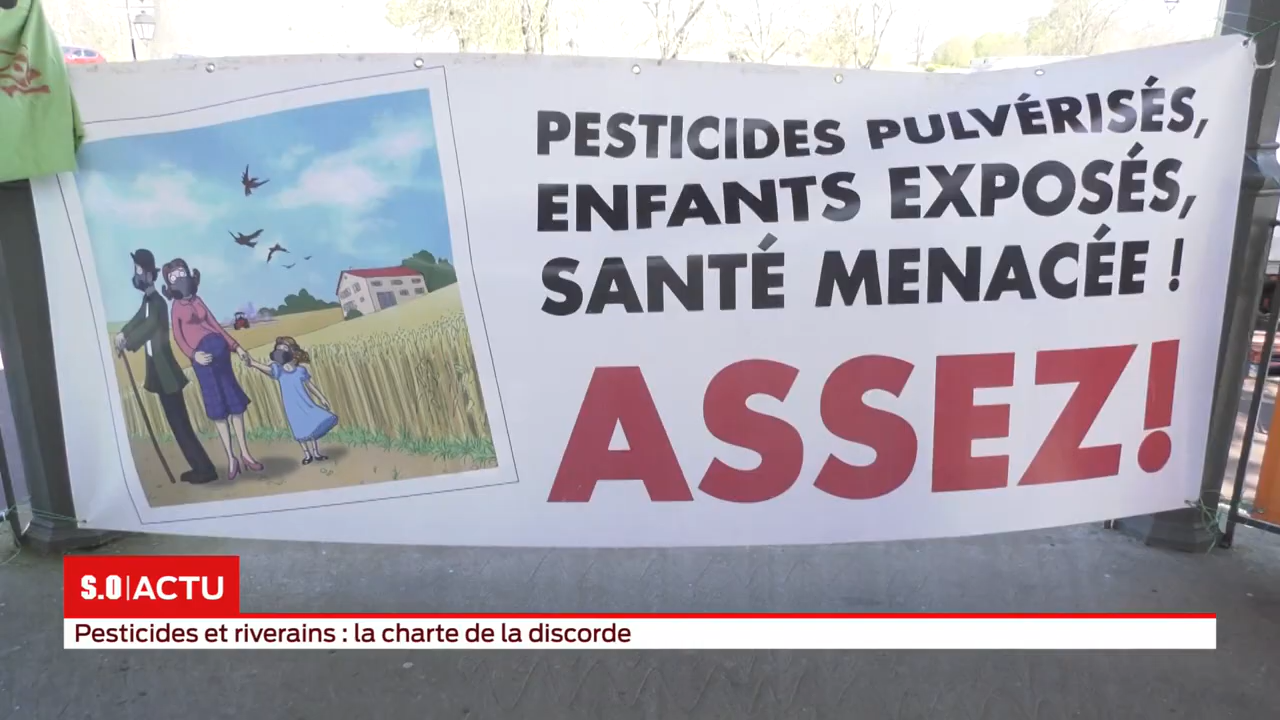 PESTICIDES PULVÉRISÉS,
ENFANTS EXPOSÉS,
SANTÉ MENACÉE !
ASSEZ!
S.O|ACTU
Pesticides et riverains : la charte de la discorde